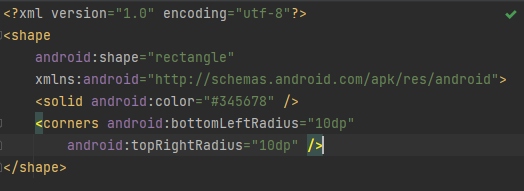 <?xml version="1.0" encoding="utf-8"?>
<shape
    android:shape="rectangle"
    xmlns:android="http://schemas.android.com/apk/res/android">
    <solid android:color="#345678" />
    <corners android:bottomLeftRadius="10dp"
        android:topRightRadius="10dp" />
</shape>